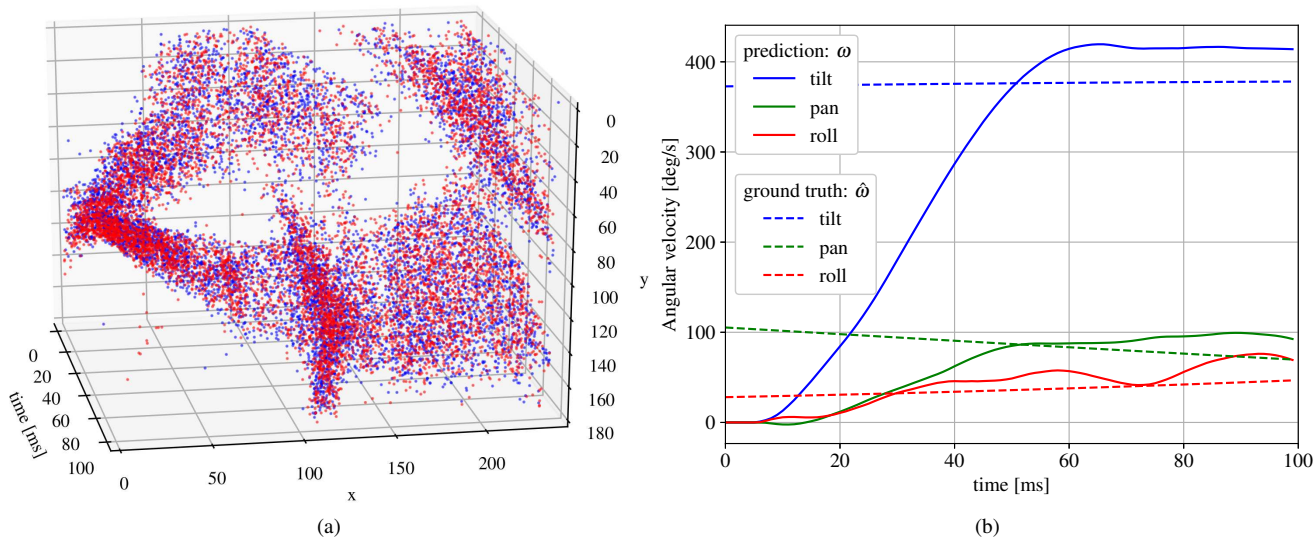 0
20
40
60
80
100
120
140
160
180
y
0
20
40
60
80
100
time [ms]
0
50
100
150
200
x
(a)
400
300
200
100
0
Angular velocity [deg/s]
prediction: ω
tilt
pan
roll
ground truth: ω̂
tilt
pan
roll
0
20
40
60
80
100
time [ms]
(b)